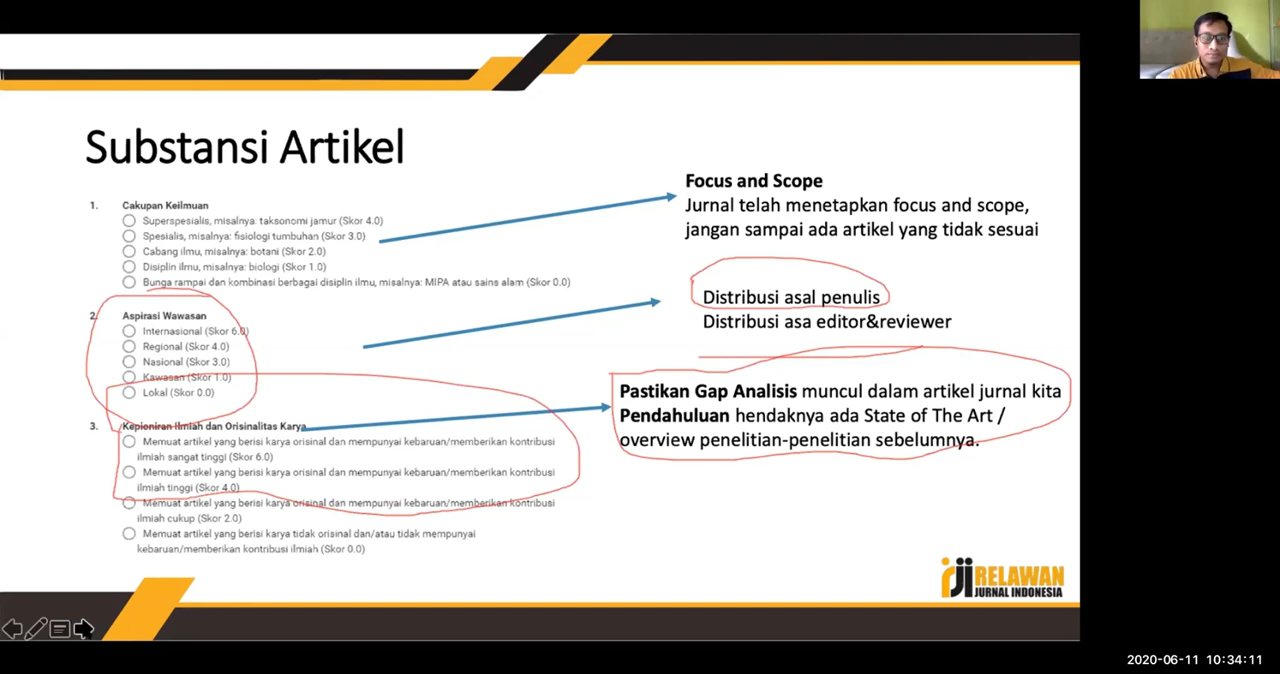 Substansi Artikel
1. Cakupan Keilmuan
Superspesialis, misalnya: taksonomi jamur (Skor 4.0)
Spesialis, misalnya: fisiologi tumbuhan (Skor 3.0)
Cabang ilmu, misalnya: botani (Skor 2.0)
Disiplin ilmu, misalnya: biologi (Skor 1.0)
Bunga rampai dan kombinasi berbagai disiplin ilmu, misalnya: MIPA atau sains alam (Skor 0.0)
2. Aspirasi Wawasan
Internasional (Skor 6.0)
Regional (Skor 4.0)
Nasional (Skor 3.0)
Kawasan (Skor 1.0)
Lokal (Skor 0.0)
3. Kepioniran Ilmiah dan Orisinalitas Karya
Memuat artikel yang berisi karya orisinal dan mempunyai kebaruan/memberikan kontribusi
ilmiah sangat tinggi (Skor 6.0)
Memuat artikel yang berisi karya orisinal dan mempunyai kebaruan/memberikan kontribusi
ilmiah tinggi (Skor 4.0)
Memuat artikel yang berisi karya orisinal dan mempunyai kebaruan/memberikan kontribusi
ilmiah cukup (Skor 2.0)
Memuat artikel yang berisi karya tidak orisinal dan/atau tidak mempunyai
kebaruan/memberikan kontribusi ilmiah (Skor 0.0)
Focus and Scope
Jurnal telah menetapkan focus and scope,
jangan sampai ada artikel yang tidak sesuai
Distribusi asal penulis
Distribusi asa editor&reviewer
Pastikan Gap Analisis muncul dalam artikel jurnal kita
Pendahuluan hendaknya ada State of The Art /
overview penelitian-penelitian sebelumnya.
rji RELAWAN
JURNAL INDONESIA
2020-06-11 10:34:11